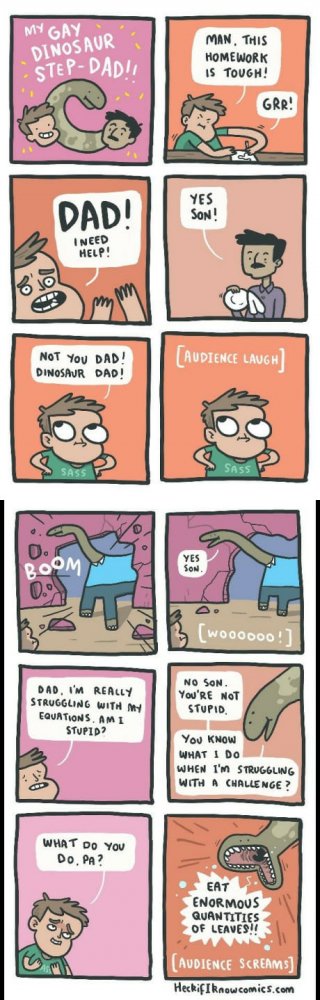 MY GAY
DINOSAUR
STEP-DAD!!
MAN, THIS
HOMEWORK
IS TOUGH!
GRR!
DAD!
I NEED
HELP!
YES
SON!
NOT YOU DAD!
DINOSAUR DAD!
SASS
[AUDIENCE LAUGH]
SASS
BOOM
YES
SON.
[WOOOOOO!]
DAD, I'M REALLY
STRUGGLING WITH MY
EQUATIONS. AM I
STUPID?
NO SON.
YOU'RE NOT
STUPID.
YOU KNOW
WHAT I DO
WHEN I'M STRUGGLING
WITH A CHALLENGE?
WHAT DO YOU
DO, PA?
EAT
ENORMOUS
QUANTITIES
OF LEAVES!!
[AUDIENCE SCREAMS]
HeckifIknowcomics.com